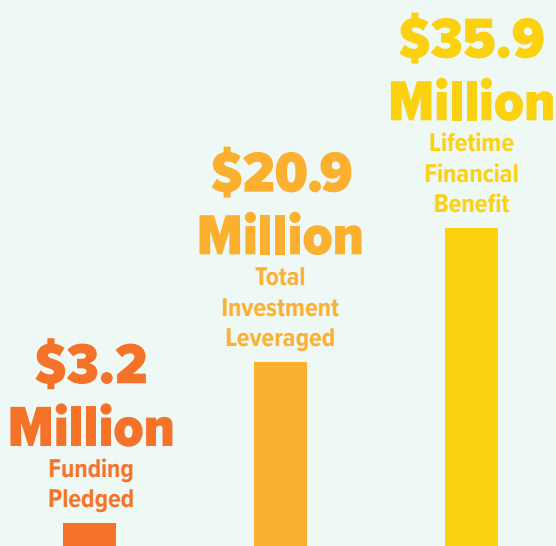 $35.9
Million
Lifetime
Financial
Benefit
$20.9
Million
Total
Investment
Leveraged
$3.2
Million
Funding
Pledged